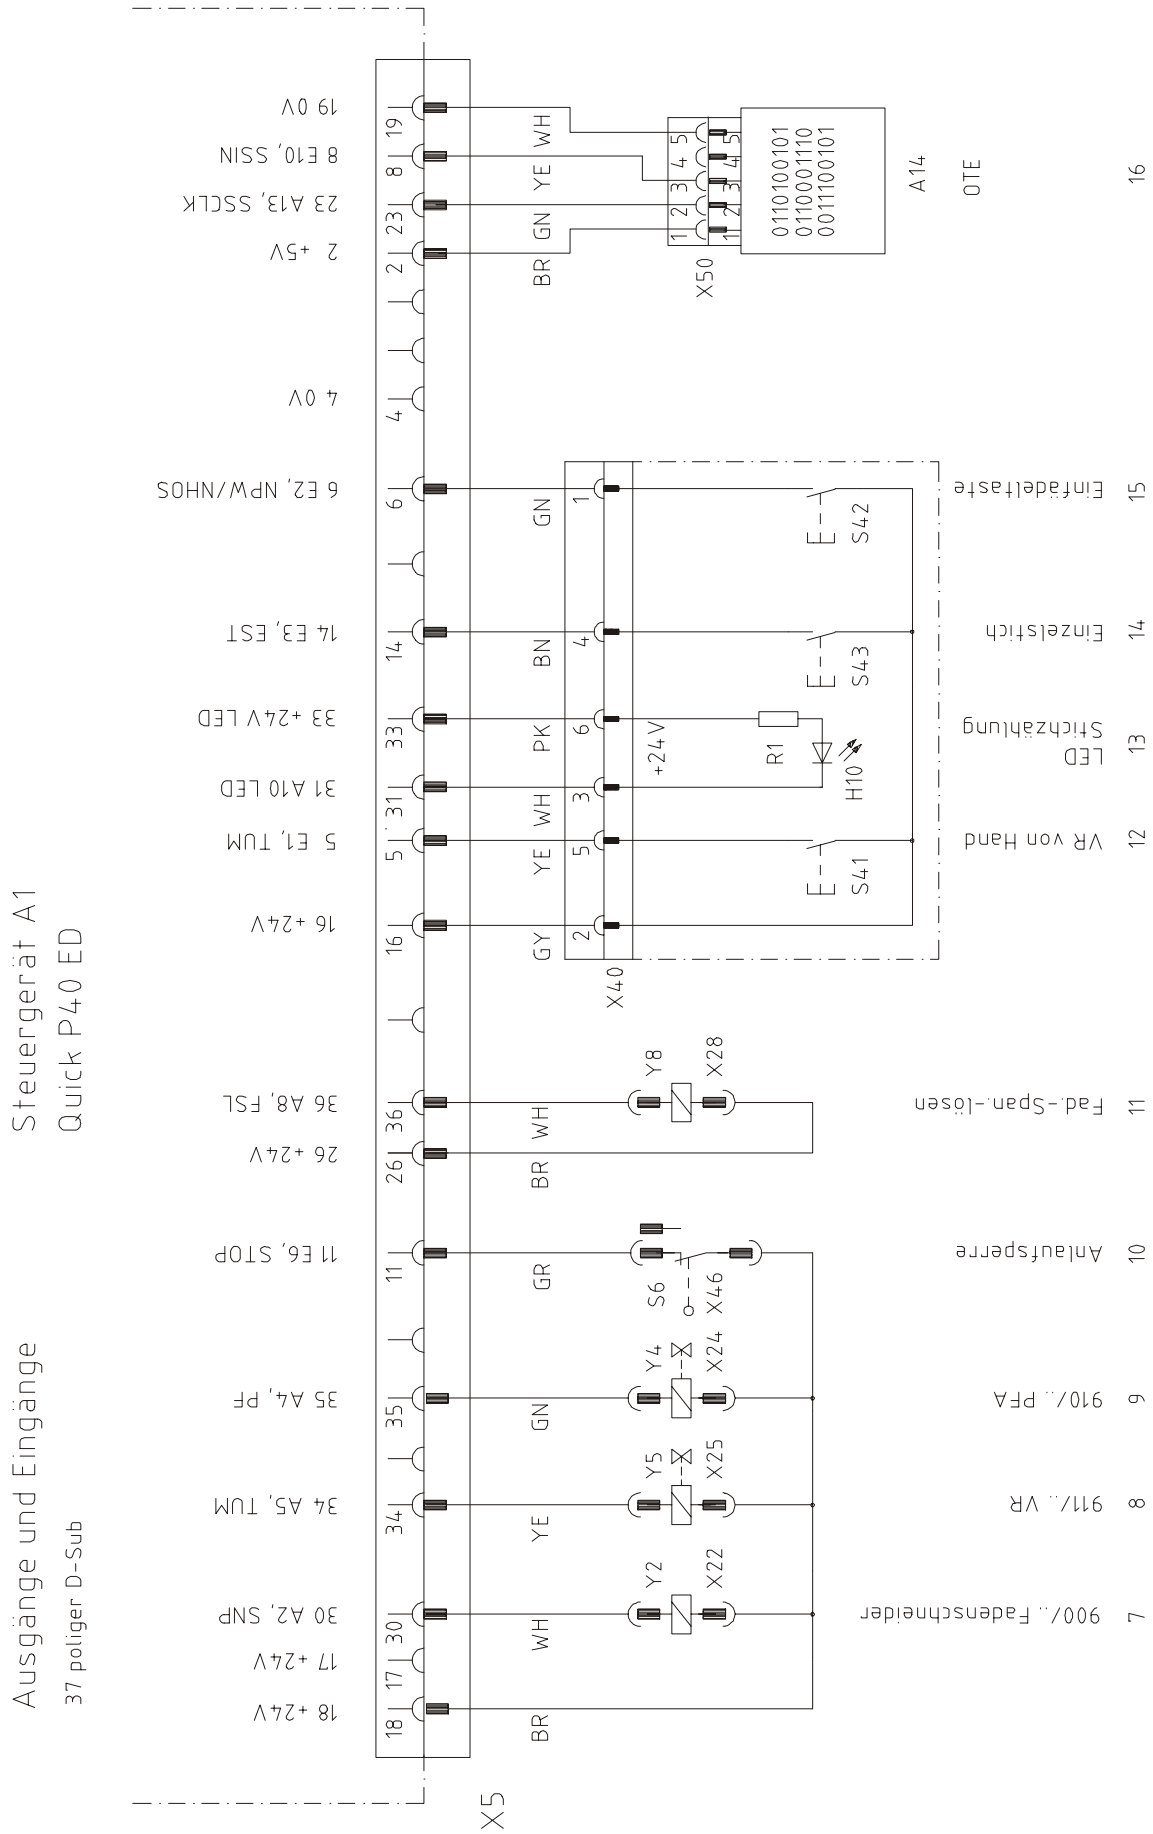 Ausgänge und Eingänge
37 poliger D-Sub
Steuergerät A1
Quick P40 ED
18 +24V
17 +24V
30 A2, SNP
34 A5, TUM
35 A4, PF
11 E6, STOP
26 +24V
36 A8, FSL
16 +24V
5 E1, TUM
31 A10 LED
33 +24V LED
14 E3, EST
6 E2, NPW/NHOS
4 0V
2 +5V
23 A13, SSCLK
8 E10, SSIN
19 0V
18
17
30
34
35
11
26
36
16
5
31
33
14
6
4
2
23
8
19
X5
BR
WH
YE
GN
GR
BR
WH
GY
YE
WH
PK
BN
GN
BR
GN
YE
WH
X40
2
5
3
6
4
1
X50
1
2
3
4
5
1
2
3
4
5
Y2
X22
Y5
X25
Y4
X24
S6
X46
Y8
X28
+24V
S41
H10
R1
S43
S42
0110100101
0110001110
0011100101
A14
OTE
900/.. Fadenschneider
911/.. VR
910/.. PFA
Anlaufsperre
Fad.-Span.-lösen
VR von Hand
LED
Stichzählung
Einzelstich
Einfädeltaste
7
8
9
10
11
12
13
14
15
16